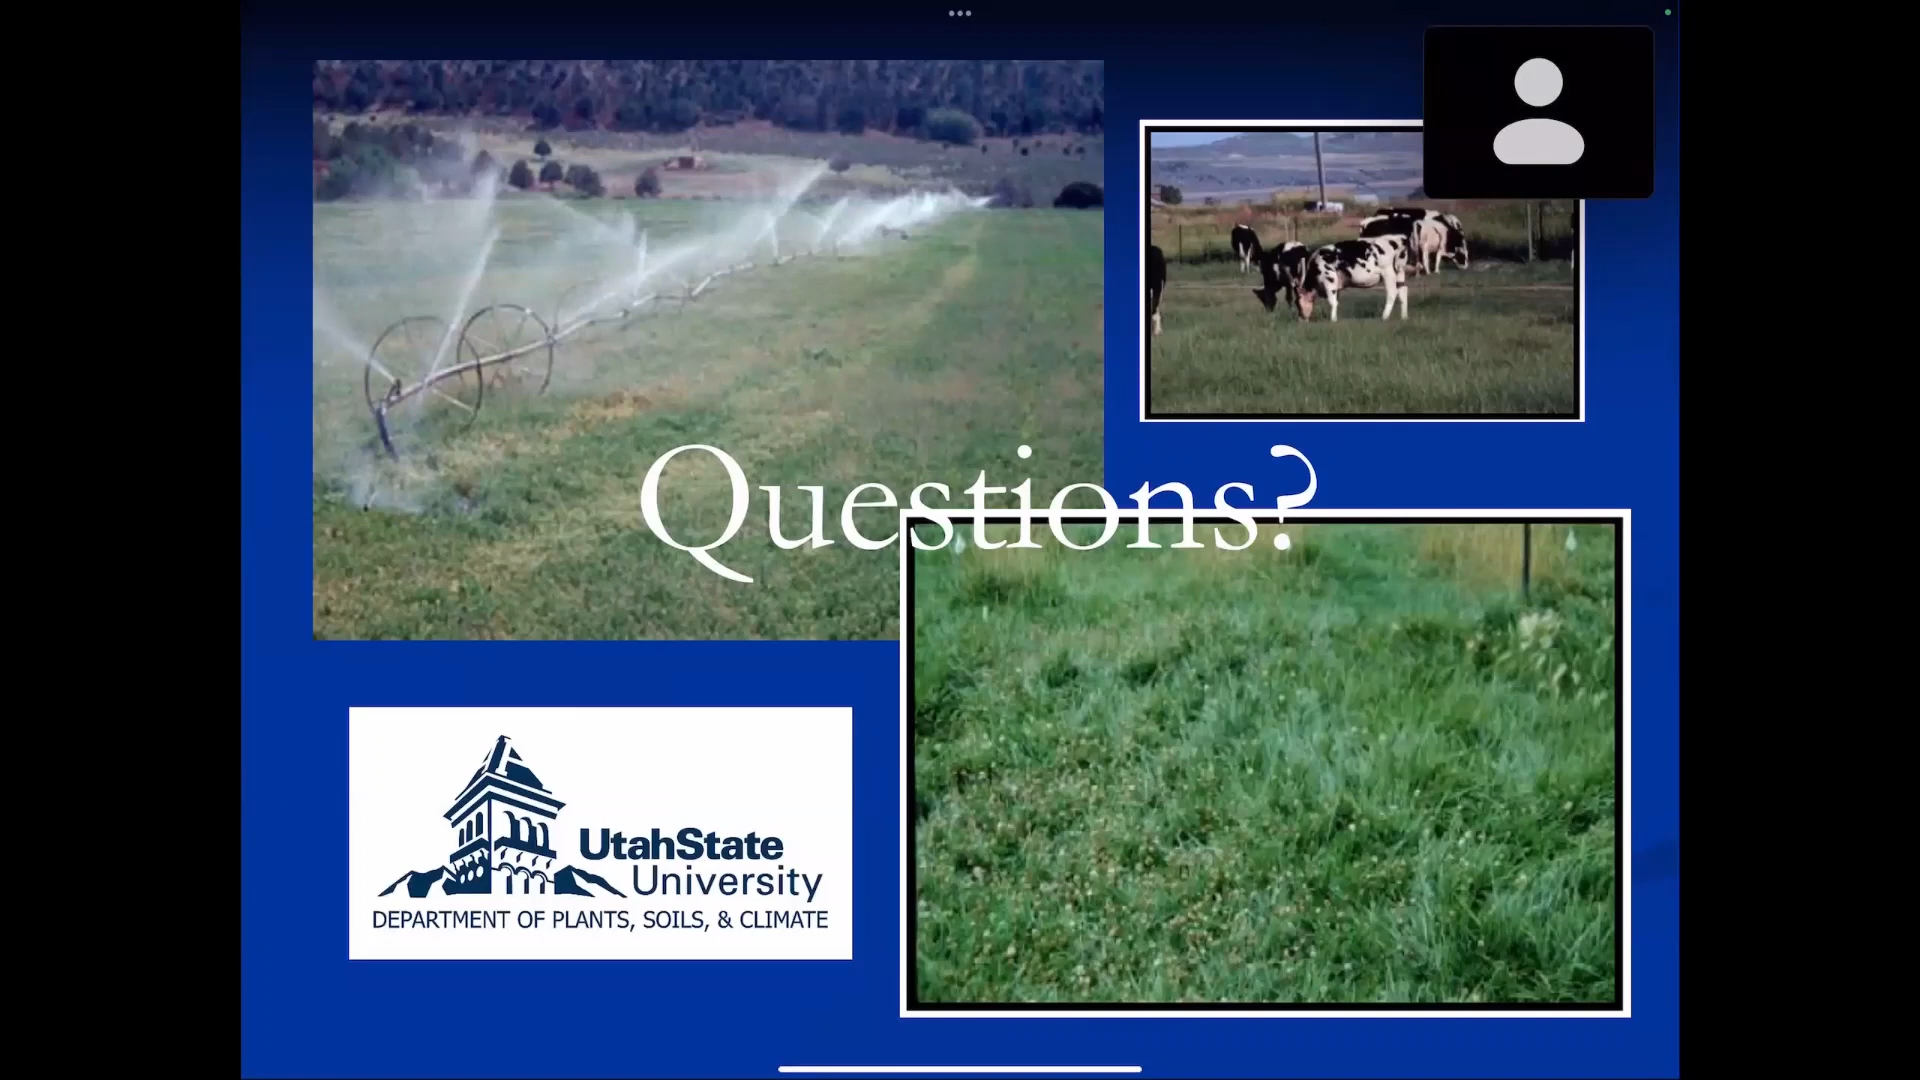 Questions?
UtahState
University
DEPARTMENT OF PLANTS, SOILS, & CLIMATE